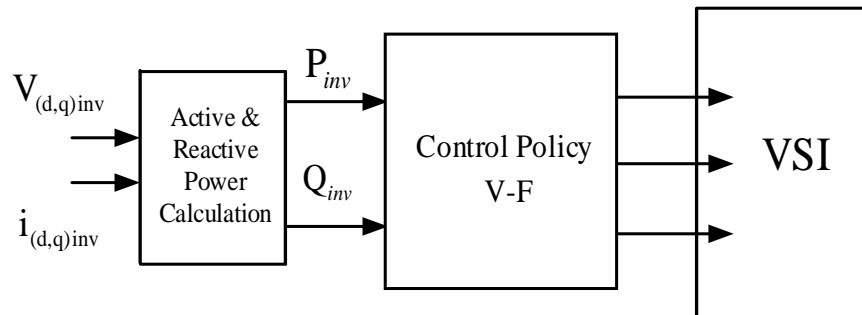 V(d,q)inv
i(d,q)inv
Active &
Reactive
Power
Calculation
Pinv
Qinv
Control Policy
V-F
VSI